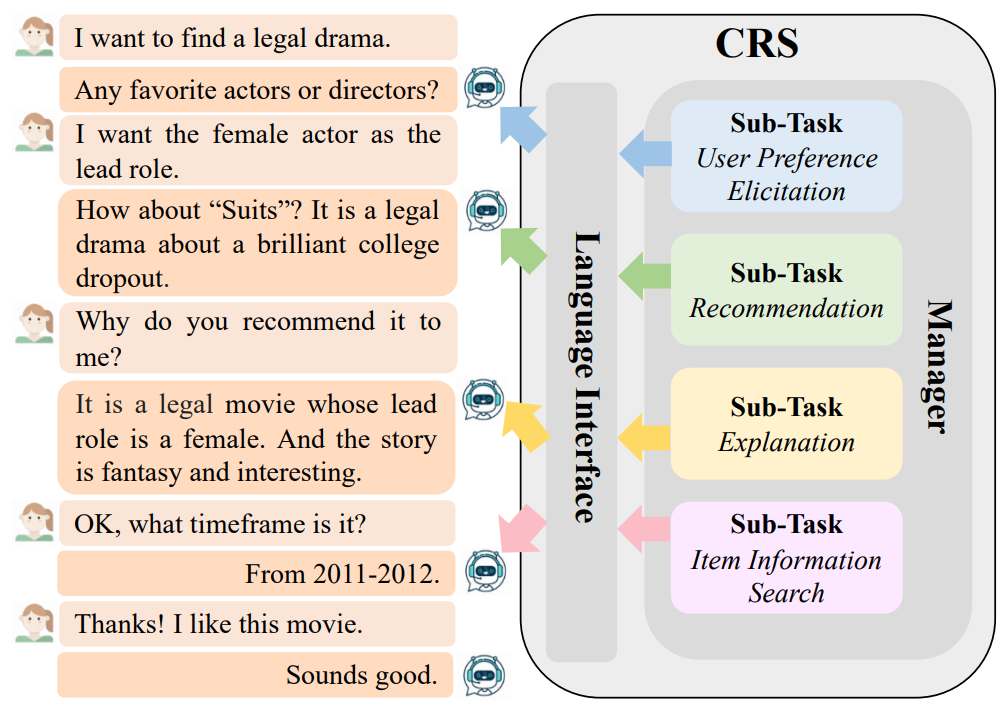 I want to find a legal drama.
Any favorite actors or directors?
I want the female actor as the
lead role.
How about “Suits”? It is a legal
drama about a brilliant college
dropout.
Why do you recommend it to
me?
It is a legal movie whose lead
role is a female. And the story
is fantasy and interesting.
OK, what timeframe is it?
From 2011-2012.
Thanks! I like this movie.
Sounds good.
CRS
Language Interface
Sub-Task
User Preference
Elicitation
Sub-Task
Recommendation
Sub-Task
Explanation
Sub-Task
Item Information
Search
Manager